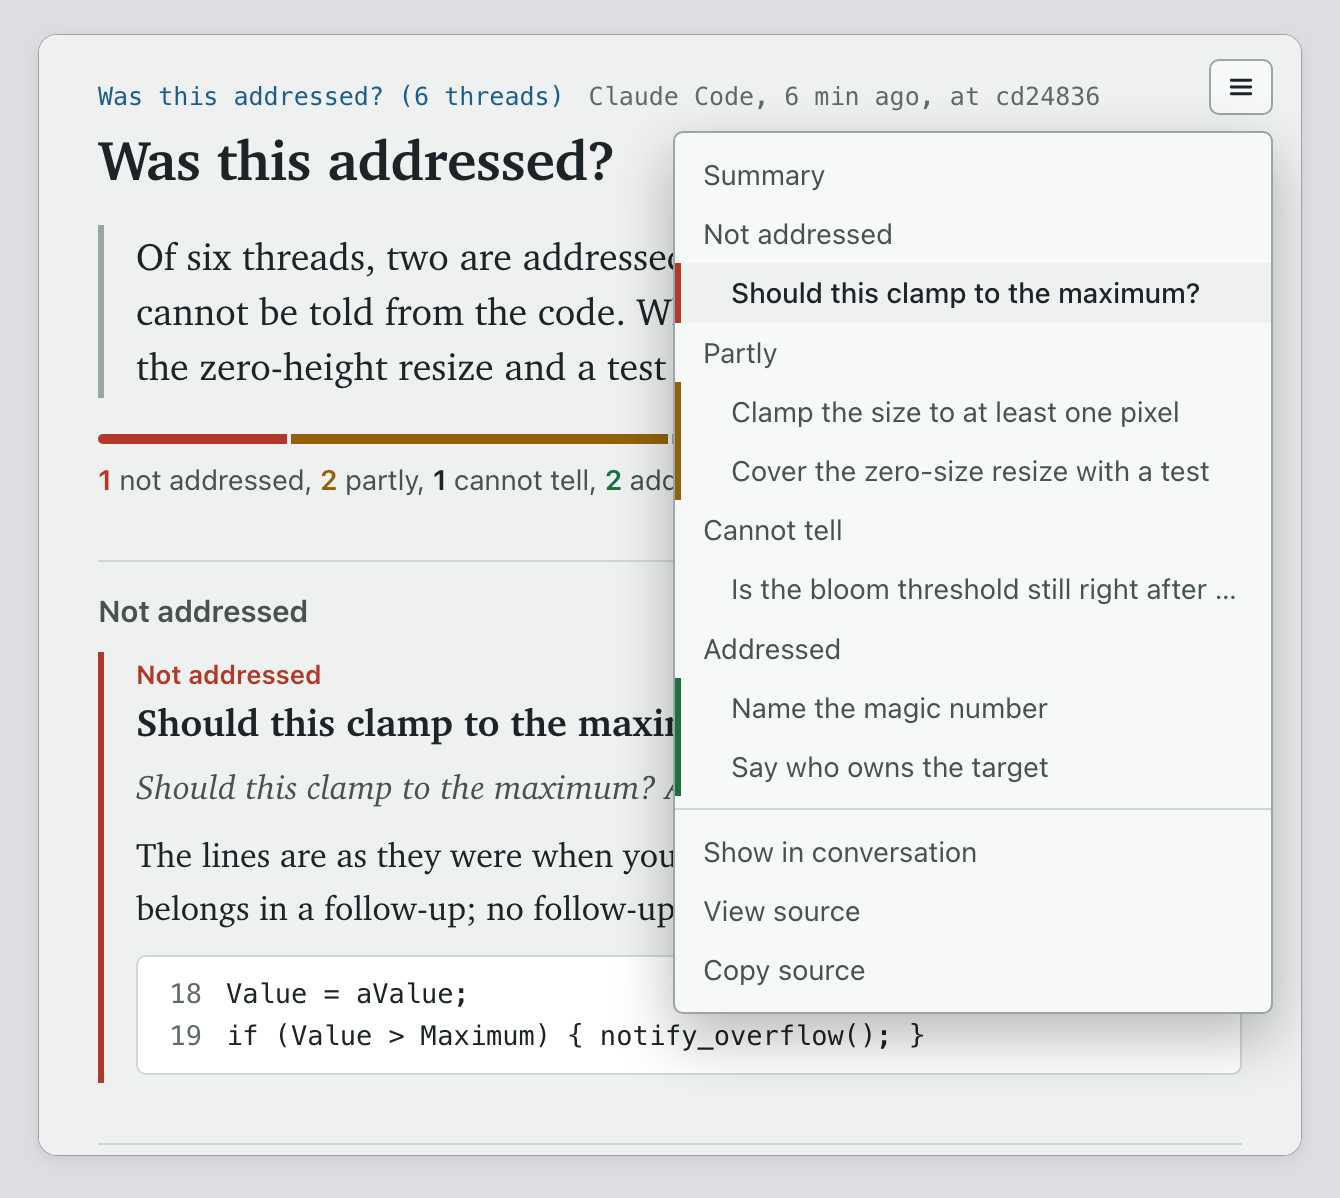 Was this addressed? (6 threads) Claude Code, 6 min ago, at cd24836
Was this addressed?
Of six threads, two are addressed
cannot be told from the code.
the zero-height resize and a test
1 not addressed, 2 partly, 1 cannot tell, 2
Not addressed
Not addressed
Should this clamp to the
Should this clamp to the maximum?
The lines are as they were when you
belongs in a follow-up; no follow-up
18 Value = aValue;
19 if (Value > Maximum) { notify_overflow(); }
Summary
Not addressed
Should this clamp to the maximum?
Partly
Clamp the size to at least one pixel
Cover the zero-size resize with a test
Cannot tell
Is the bloom threshold still right after ...
Addressed
Name the magic number
Say who owns the target
Show in conversation
View source
Copy source